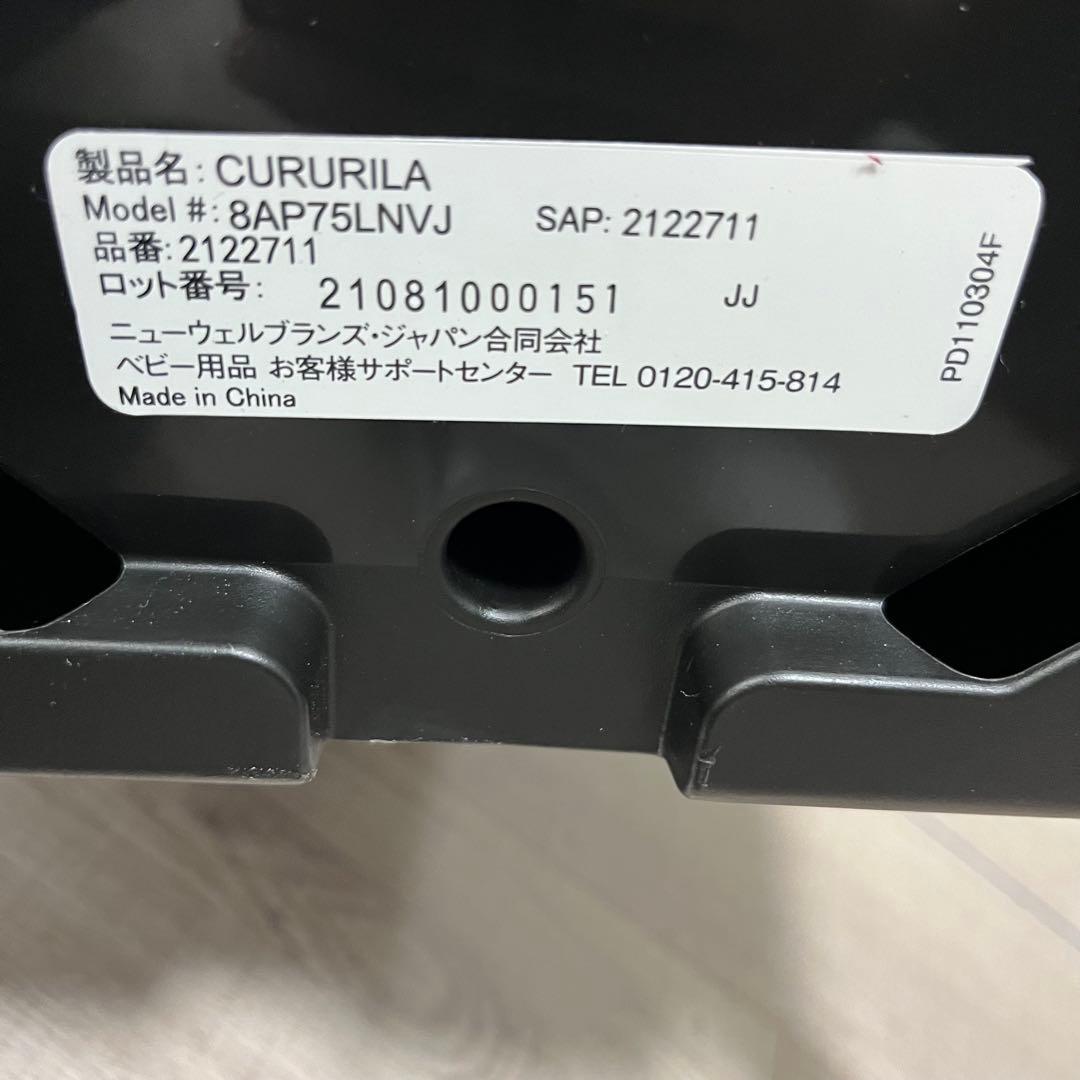 製品名: CURURILA
Model #: 8AP75LNVJ SAP: 2122711
品番: 2122711
ロット番号: 21081000151 JJ
ニューウェルブランズ・ジャパン合同会社
ベビー用品 お客様サポートセンター TEL 0120-415-814
Made in China
PD110304F